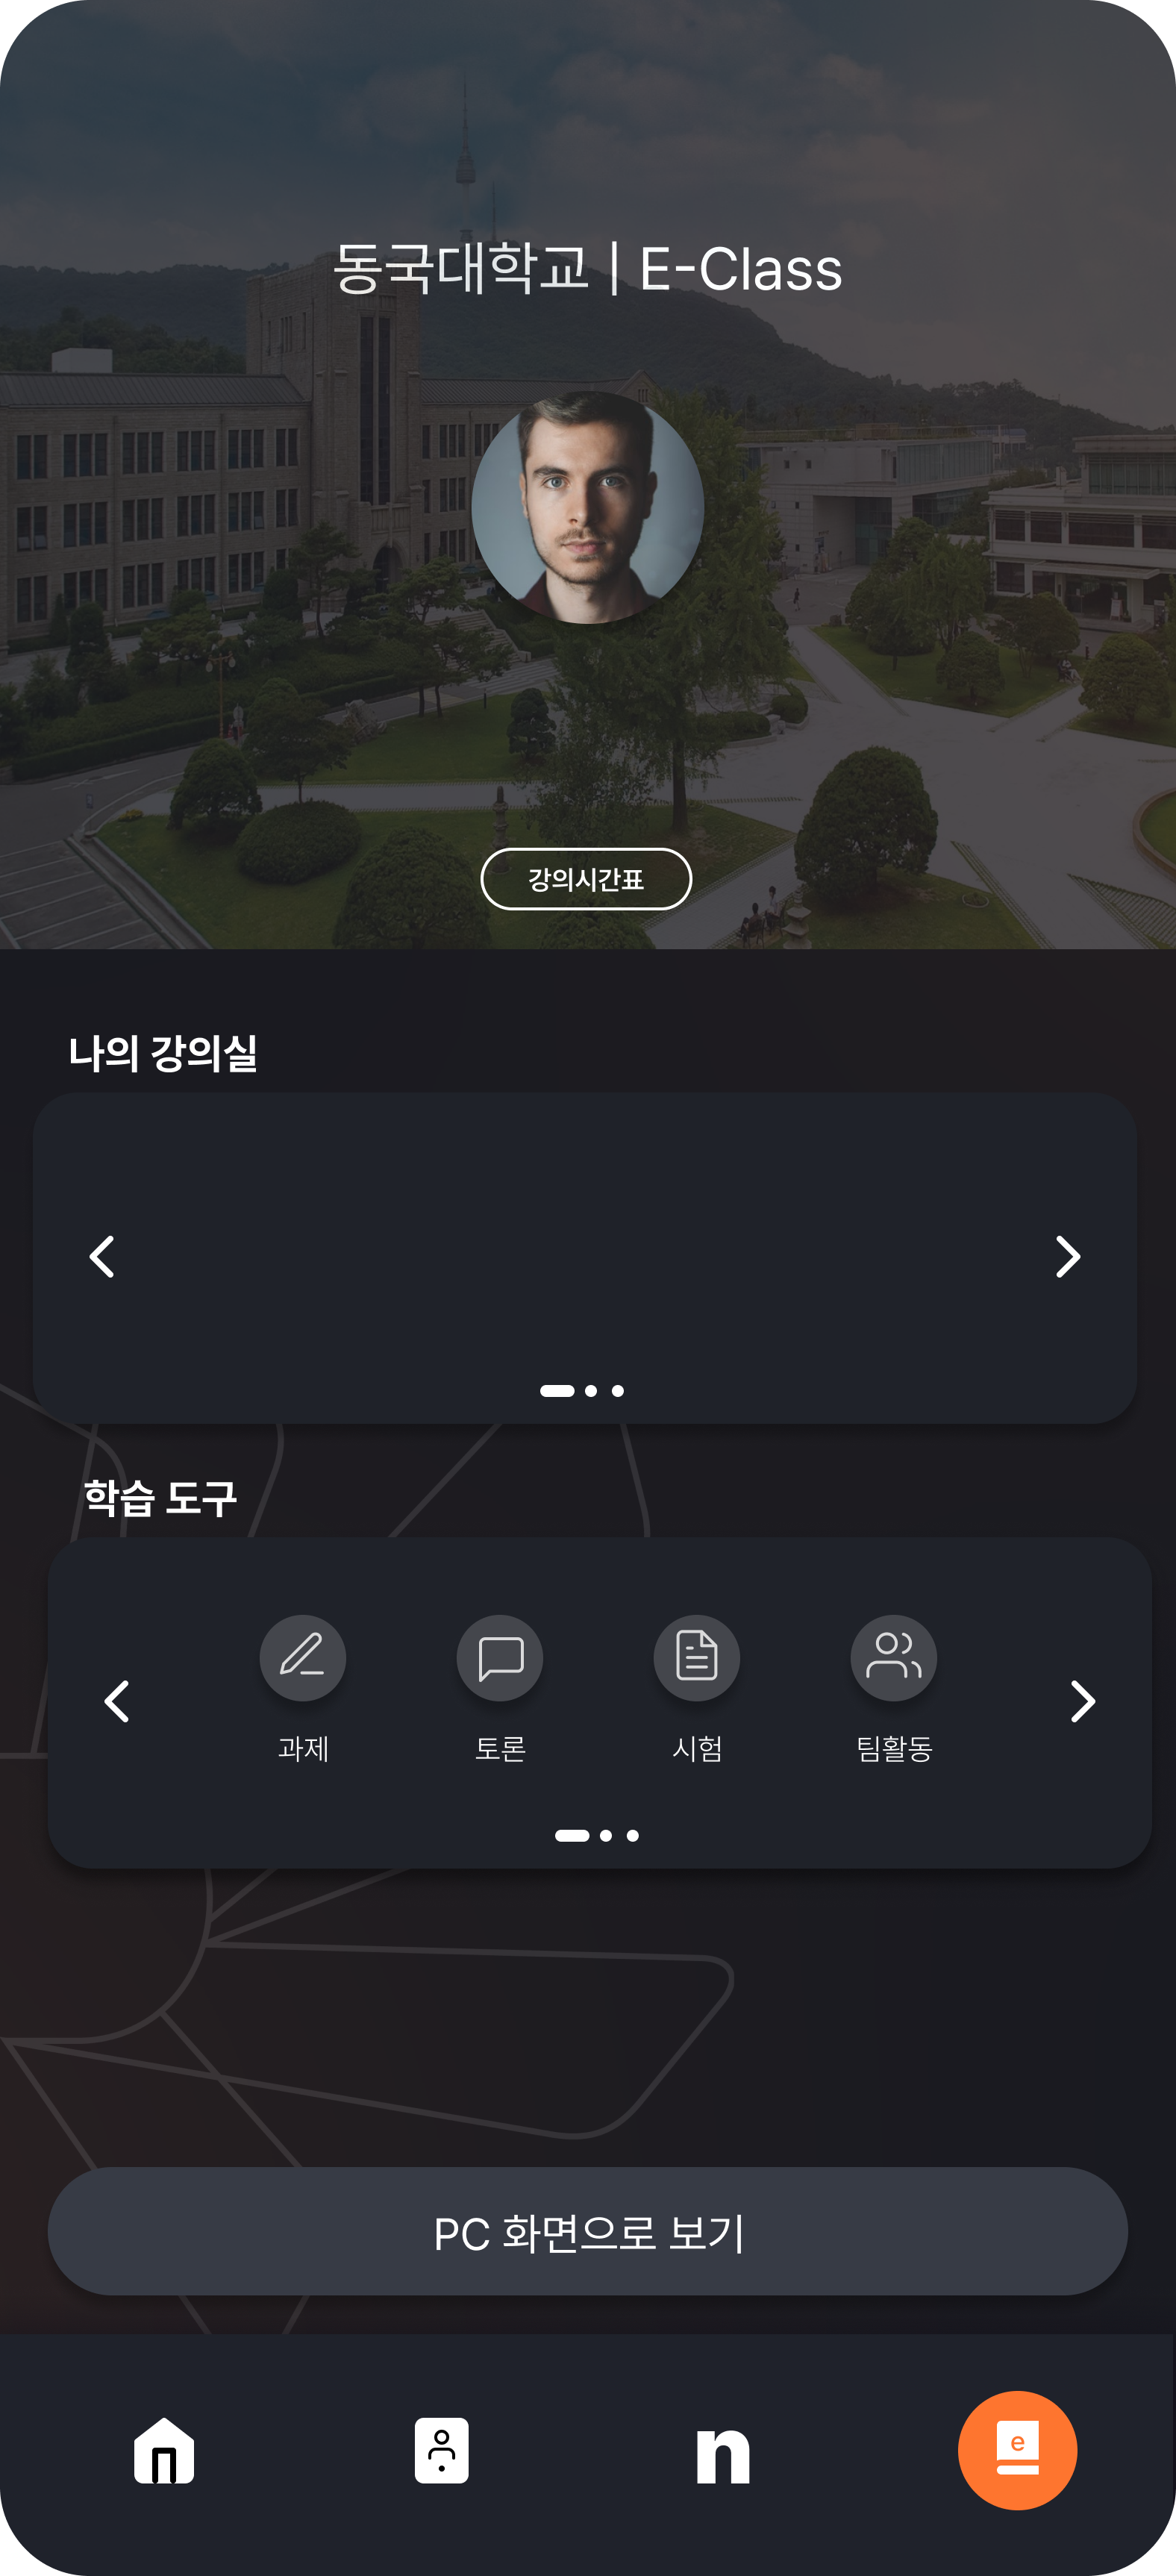 동국대학교 | E-Class
강의시간표
나의 강의실
학습 도구
과제 토론 시험 팀활동
PC 화면으로 보기
n e